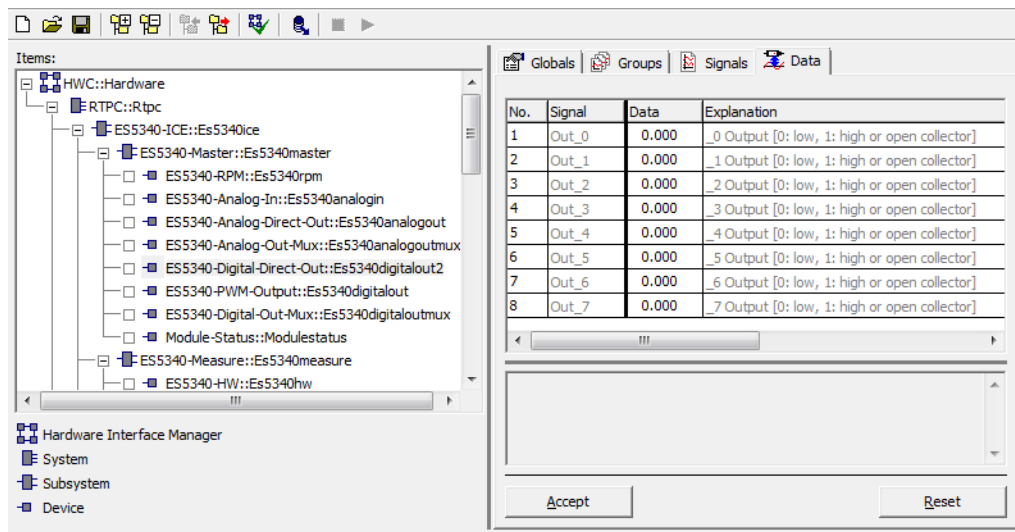 Items:
HWC::Hardware
RTPC::Rtpc
ES5340-ICE::Es5340ice
ES5340-Master::Es5340master
ES5340-RPM::Es5340rpm
ES5340-Analog-In::Es5340analogin
ES5340-Analog-Direct-Out::Es5340analogout
ES5340-Analog-Out-Mux::Es5340analogoutmux
ES5340-Digital-Direct-Out::Es5340digitalout2
ES5340-PWM-Output::Es5340digitalout
ES5340-Digital-Out-Mux::Es5340digitaloutmux
Module-Status::Modulestatus
ES5340-Measure::Es5340measure
ES5340-HW::Es5340hw
Hardware Interface Manager
System
Subsystem
Device
Globals Groups Signals Data
No. Signal Data Explanation
1 Out_0 0.000 _0 Output [0: low, 1: high or open collector]
2 Out_1 0.000 _1 Output [0: low, 1: high or open collector]
3 Out_2 0.000 _2 Output [0: low, 1: high or open collector]
4 Out_3 0.000 _3 Output [0: low, 1: high or open collector]
5 Out_4 0.000 _4 Output [0: low, 1: high or open collector]
6 Out_5 0.000 _5 Output [0: low, 1: high or open collector]
7 Out_6 0.000 _6 Output [0: low, 1: high or open collector]
8 Out_7 0.000 _7 Output [0: low, 1: high or open collector]
Accept Reset